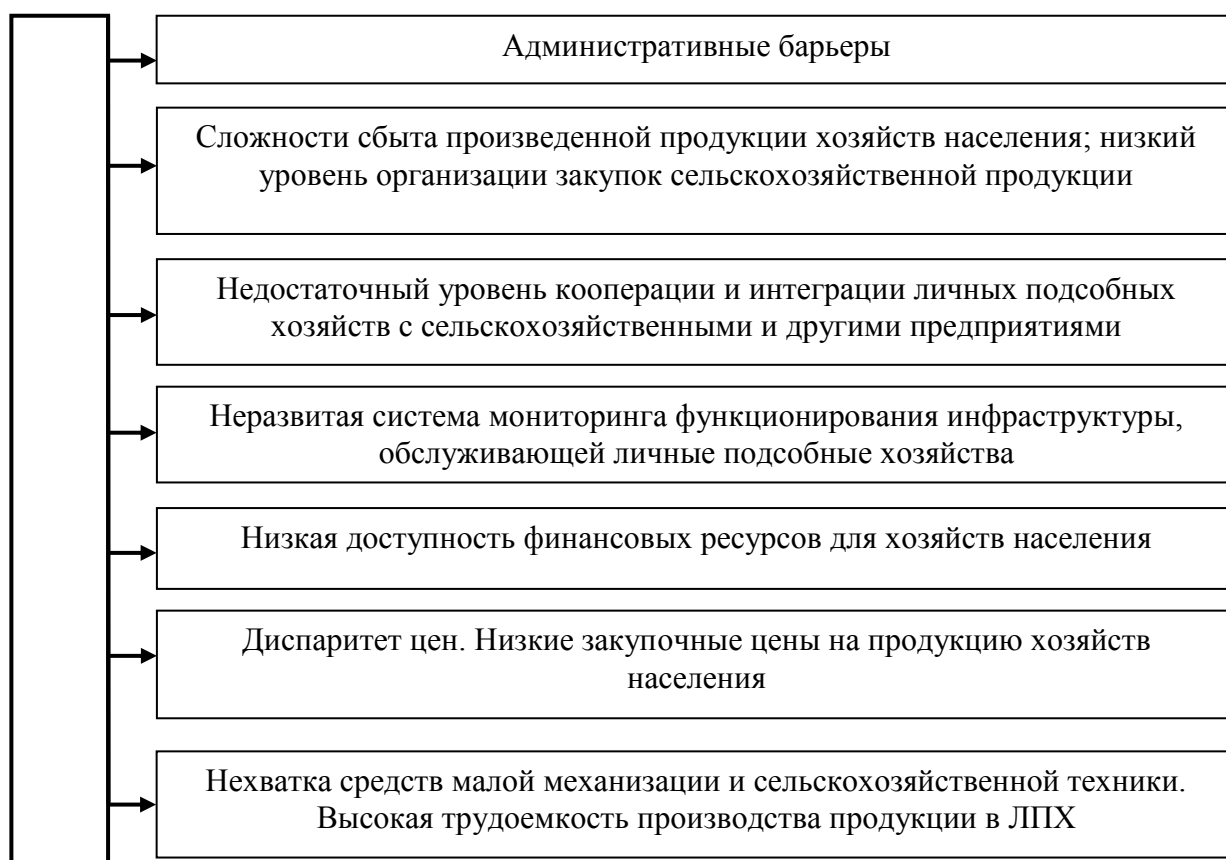 Административные барьеры
Сложности сбыта произведенной продукции хозяйств населения; низкий
уровень организации закупок сельскохозяйственной продукции
Недостаточный уровень кооперации и интеграции личных подсобных
хозяйств с сельскохозяйственными и другими предприятиями
Неразвитая система мониторинга функционирования инфраструктуры,
обслуживающей личные подсобные хозяйства
Низкая доступность финансовых ресурсов для хозяйств населения
Диспаритет цен. Низкие закупочные цены на продукцию хозяйств
населения
Нехватка средств малой механизации и сельскохозяйственной техники.
Высокая трудоемкость производства продукции в ЛПХ